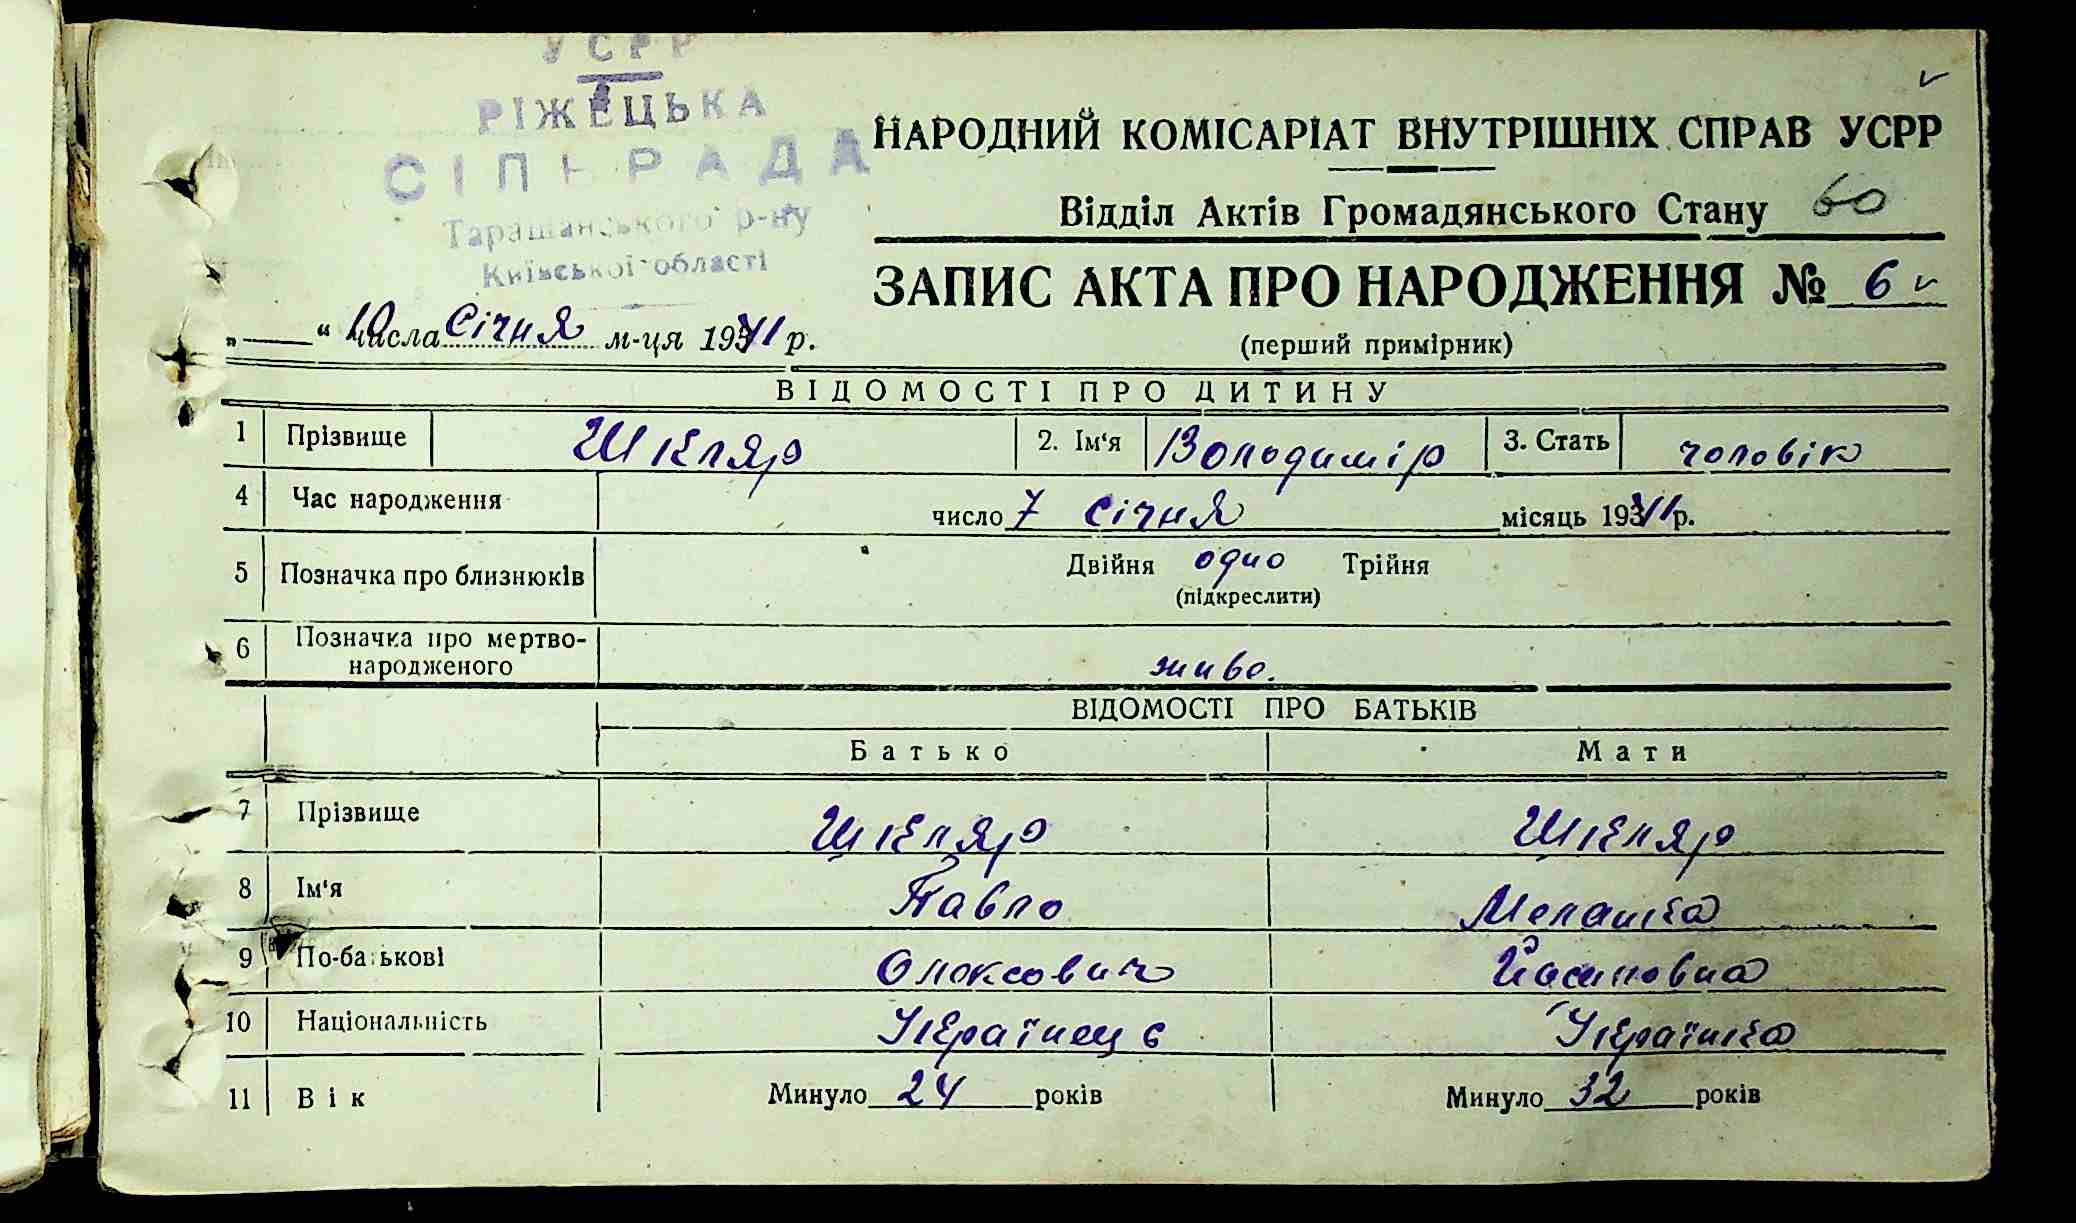 УСРР
РІЖЕЦЬКА
СІЛЬРАДА
Таращанського р-ну
Київської області
НАРОДНИЙ КОМІСАРІАТ ВНУТРІШНІХ СПРАВ УСРР
Відділ Актів Громадянського Стану 60
ЗАПИС АКТА ПРО НАРОДЖЕННЯ № 6
„—“ 10 числа Січня м-ця 1941 р.
(перший примірник)
ВІДОМОСТІ ПРО ДИТИНУ
1 Прізвище Шкляр 2. Ім‘я Володимір 3. Стать чоловік
4 Час народження число 7 Січня місяць 1941 р.
5 Позначка про близнюків Двійня одно Трійня
(підкреслити)
6 Позначка про мертво-
народженого живо.
ВІДОМОСТІ ПРО БАТЬКІВ
Батько Мати
7 Прізвище Шкляр Шкляр
8 Ім‘я Павло Мелашка
9 По-батькові Олексович Йосиповна
10 Національність Українець Українка
11 Вік Минуло 24 років Минуло 32 років